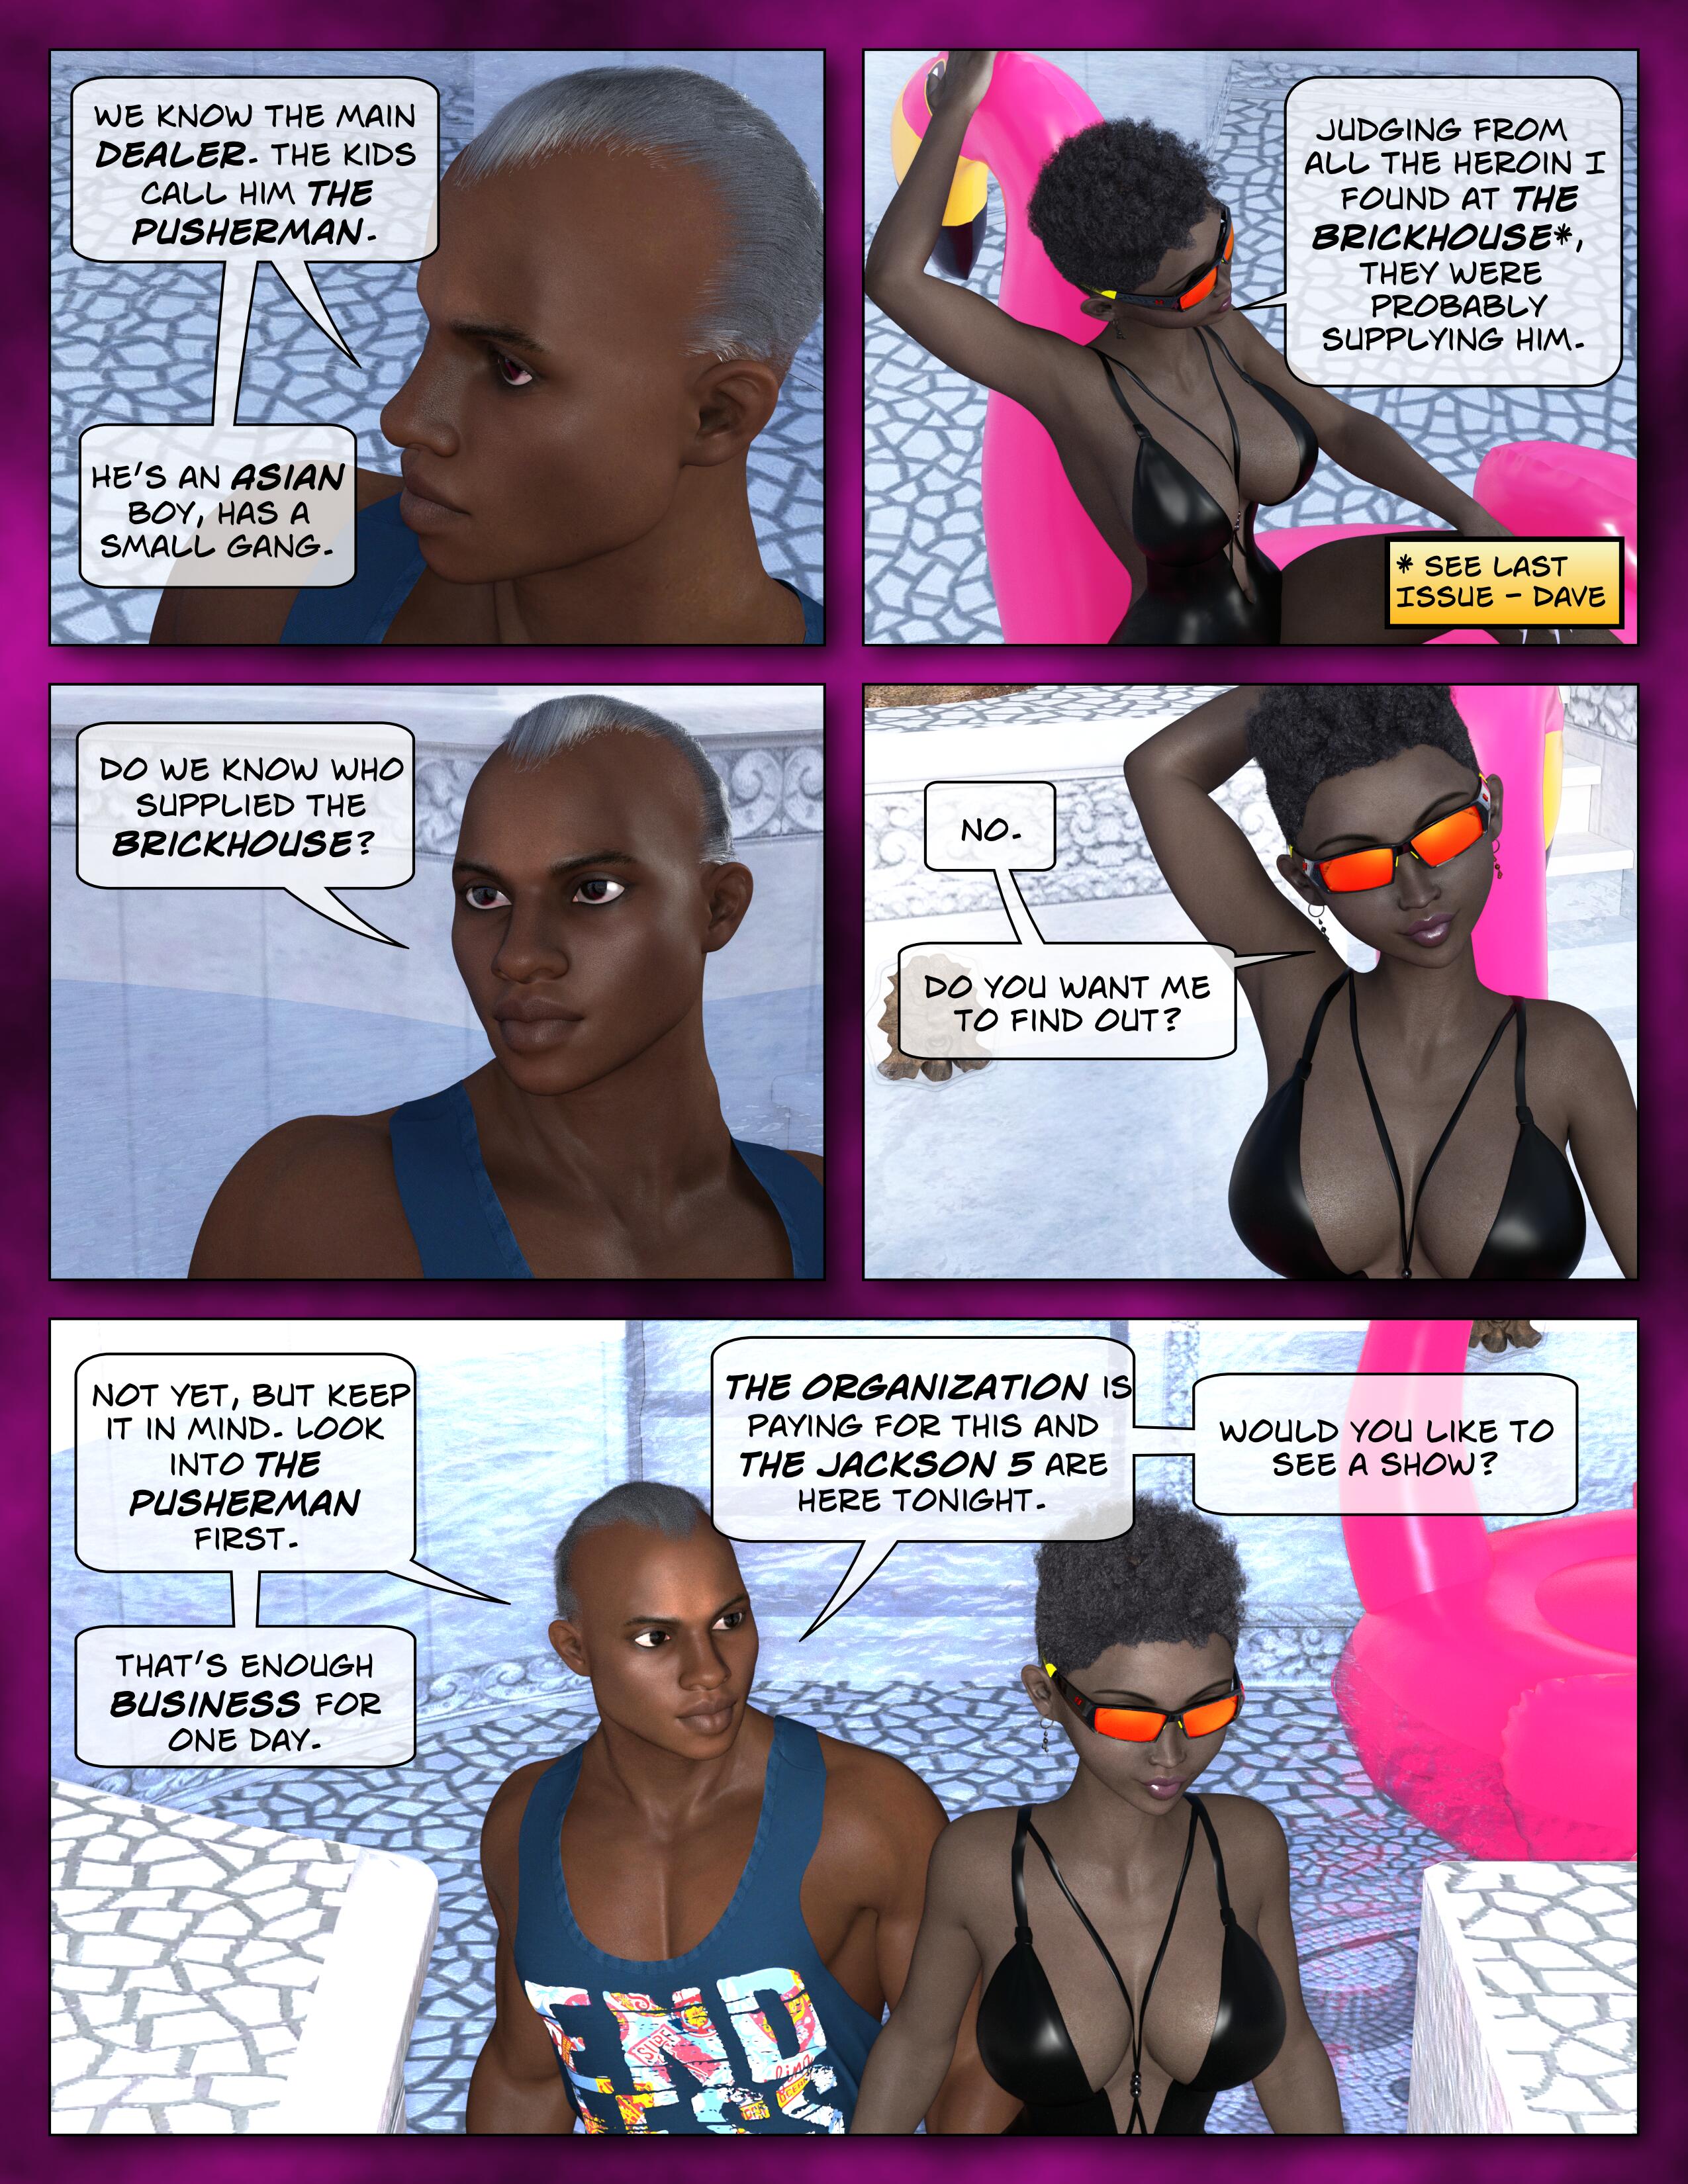 WE KNOW THE MAIN
DEALER. THE KIDS
CALL HIM THE
PUSHERMAN.
HE'S AN ASIAN
BOY, HAS A
SMALL GANG.
JUDGING FROM
ALL THE HEROIN I
FOUND AT THE
BRICKHOUSE*,
THEY WERE
PROBABLY
SUPPLYING HIM.
* SEE LAST
ISSUE - DAVE
DO WE KNOW WHO
SUPPLIED THE
BRICKHOUSE?
NO.
DO YOU WANT ME
TO FIND OUT?
NOT YET, BUT KEEP
IT IN MIND. LOOK
INTO THE
PUSHERMAN
FIRST.
THAT'S ENOUGH
BUSINESS FOR
ONE DAY.
THE ORGANIZATION IS
PAYING FOR THIS AND
THE JACKSON 5 ARE
HERE TONIGHT.
WOULD YOU LIKE TO
SEE A SHOW?
END